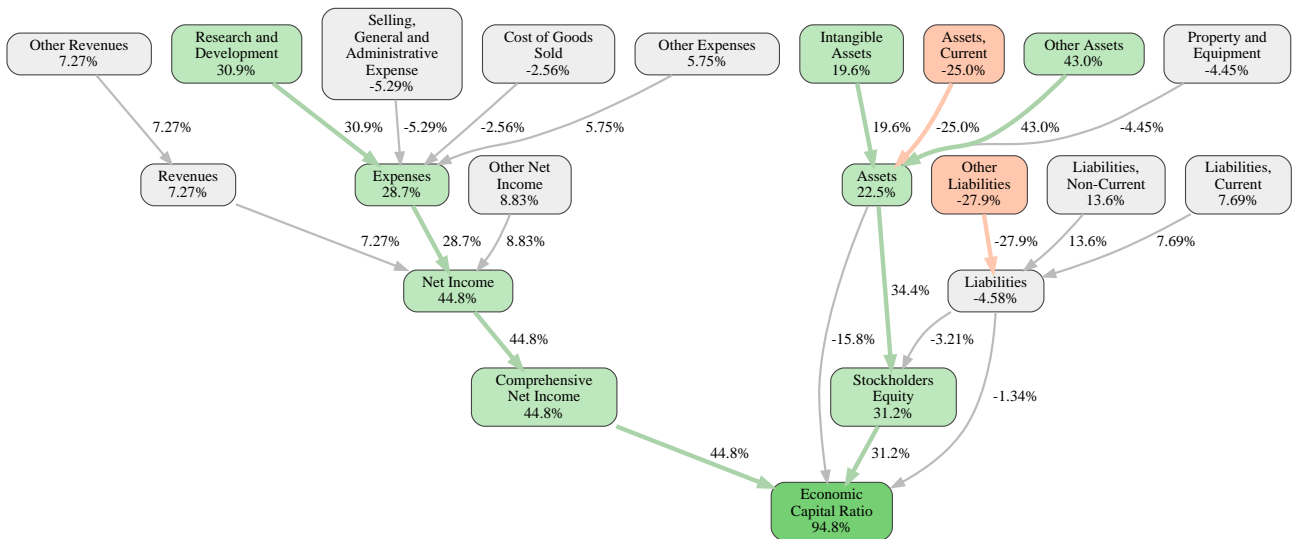 Other Revenues
7.27%
Research and
Development
30.9%
Selling,
General and
Administrative
Expense
-5.29%
Cost of Goods
Sold
-2.56%
Other Expenses
5.75%
Intangible
Assets
19.6%
Assets,
Current
-25.0%
Other Assets
43.0%
Property and
Equipment
-4.45%
7.27%
30.9%
-5.29%
-2.56%
5.75%
19.6%
-25.0%
43.0%
-4.45%
Revenues
7.27%
Expenses
28.7%
Other Net
Income
8.83%
Assets
22.5%
Other
Liabilities
-27.9%
Liabilities,
Non-Current
13.6%
Liabilities,
Current
7.69%
7.27%
28.7%
8.83%
-27.9%
13.6%
7.69%
Net Income
44.8%
34.4%
Liabilities
-4.58%
44.8%
-15.8%
-3.21%
Comprehensive
Net Income
44.8%
Stockholders
Equity
31.2%
-1.34%
44.8%
31.2%
Economic
Capital Ratio
94.8%